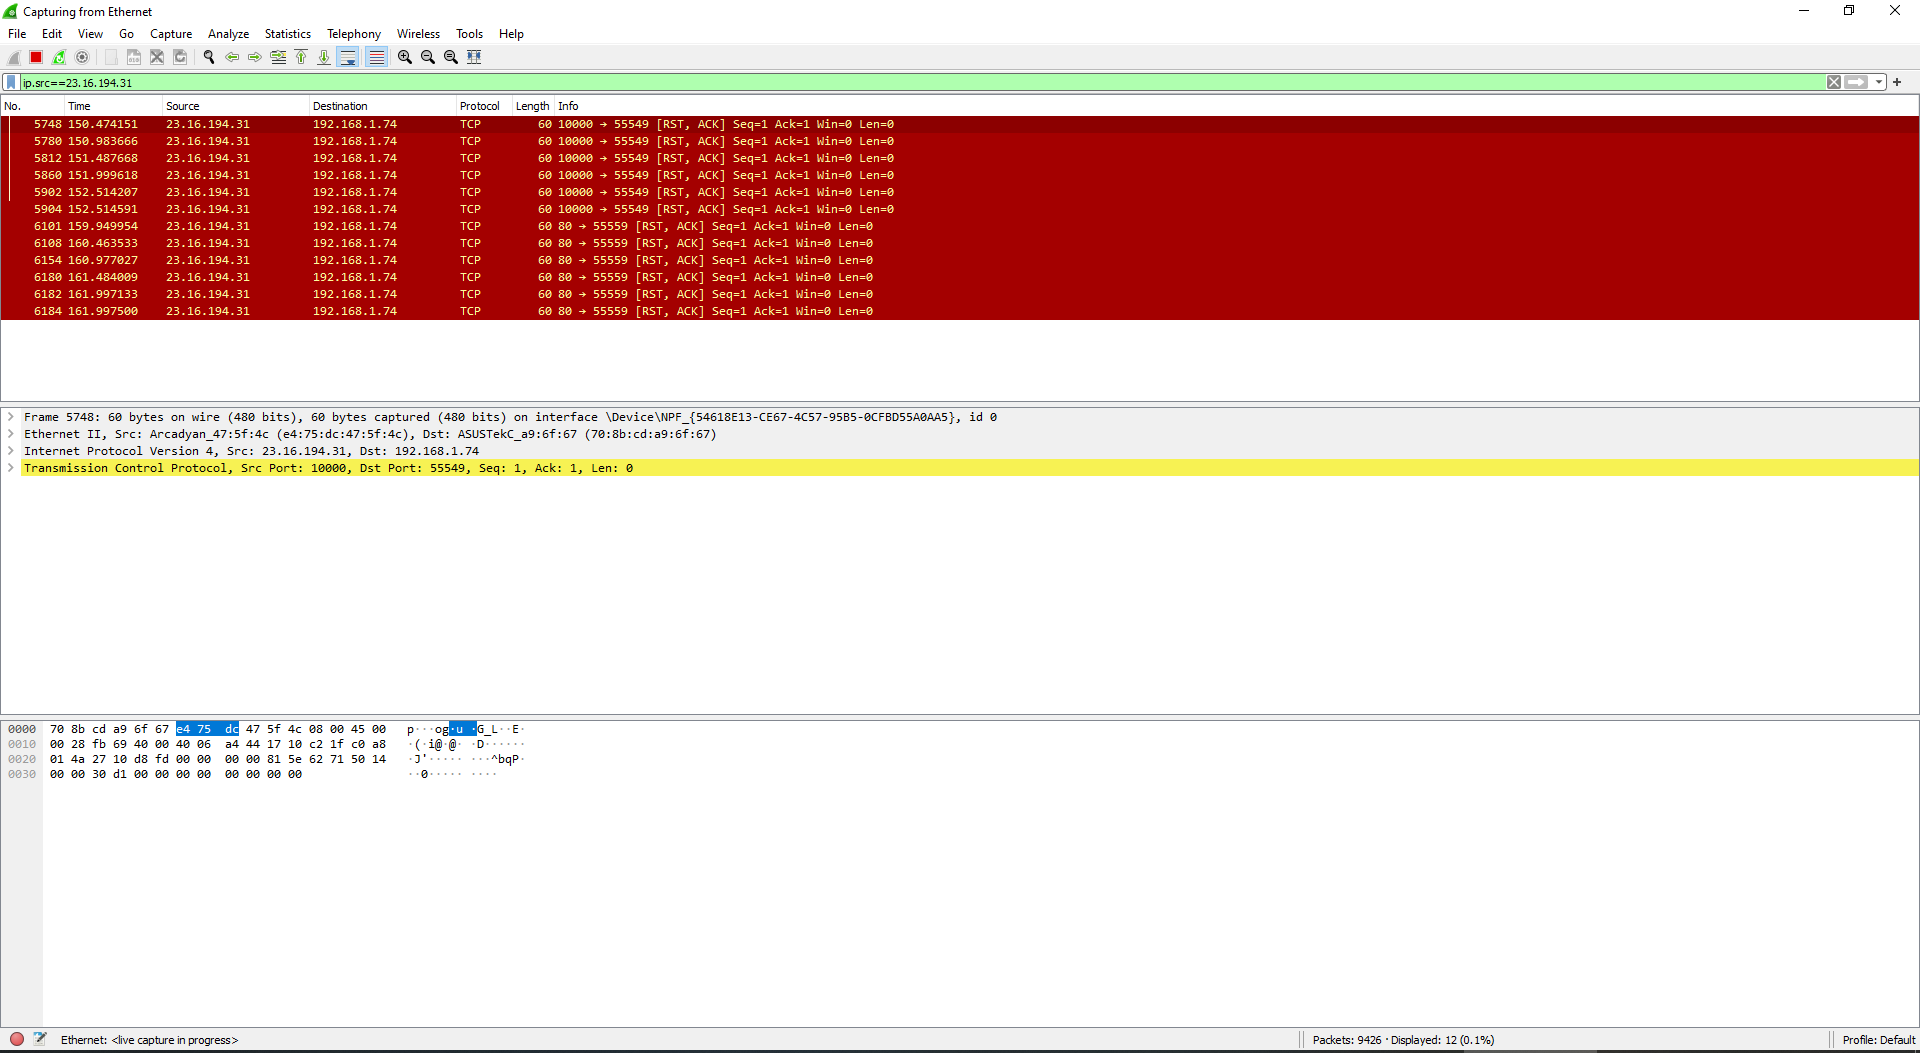 Capturing from Ethernet
File Edit View Go Capture Analyze Statistics Telephony Wireless Tools Help
ip.src==23.16.194.31
No. Time Source Destination Protocol Length Info
5748 150.474151 23.16.194.31 192.168.1.74 TCP 60 10000 → 55549 [RST, ACK] Seq=1 Ack=1 Win=0 Len=0
5780 150.983666 23.16.194.31 192.168.1.74 TCP 60 10000 → 55549 [RST, ACK] Seq=1 Ack=1 Win=0 Len=0
5812 151.487668 23.16.194.31 192.168.1.74 TCP 60 10000 → 55549 [RST, ACK] Seq=1 Ack=1 Win=0 Len=0
5860 151.999618 23.16.194.31 192.168.1.74 TCP 60 10000 → 55549 [RST, ACK] Seq=1 Ack=1 Win=0 Len=0
5902 152.514207 23.16.194.31 192.168.1.74 TCP 60 10000 → 55549 [RST, ACK] Seq=1 Ack=1 Win=0 Len=0
5904 152.514591 23.16.194.31 192.168.1.74 TCP 60 10000 → 55549 [RST, ACK] Seq=1 Ack=1 Win=0 Len=0
6101 159.949954 23.16.194.31 192.168.1.74 TCP 60 80 → 55559 [RST, ACK] Seq=1 Ack=1 Win=0 Len=0
6108 160.463533 23.16.194.31 192.168.1.74 TCP 60 80 → 55559 [RST, ACK] Seq=1 Ack=1 Win=0 Len=0
6154 160.977027 23.16.194.31 192.168.1.74 TCP 60 80 → 55559 [RST, ACK] Seq=1 Ack=1 Win=0 Len=0
6180 161.484009 23.16.194.31 192.168.1.74 TCP 60 80 → 55559 [RST, ACK] Seq=1 Ack=1 Win=0 Len=0
6182 161.997133 23.16.194.31 192.168.1.74 TCP 60 80 → 55559 [RST, ACK] Seq=1 Ack=1 Win=0 Len=0
6184 161.997500 23.16.194.31 192.168.1.74 TCP 60 80 → 55559 [RST, ACK] Seq=1 Ack=1 Win=0 Len=0
Frame 5748: 60 bytes on wire (480 bits), 60 bytes captured (480 bits) on interface \Device\NPF_{54618E13-CE67-4C57-95B5-0CFBD55A0AA5}, id 0
Ethernet II, Src: Arcadyan_47:5f:4c (e4:75:dc:47:5f:4c), Dst: ASUSTekC_a9:6f:67 (70:8b:cd:a9:6f:67)
Internet Protocol Version 4, Src: 23.16.194.31, Dst: 192.168.1.74
Transmission Control Protocol, Src Port: 10000, Dst Port: 55549, Seq: 1, Ack: 1, Len: 0
0000 70 8b cd a9 6f 67 e4 75 dc 47 5f 4c 08 00 45 00 p···og·u ·G_L··E·
0010 00 28 fb 69 40 00 40 06 a4 44 17 10 c2 1f c0 a8 ·(·i@·@· ·D······
0020 01 4a 27 10 d8 fd 00 00 00 00 81 5e 62 71 50 14 ·J'····· ···^bqP·
0030 00 00 30 d1 00 00 00 00 00 00 00 00 ··0····· ····
Ethernet: <live capture in progress>
Packets: 9426 · Displayed: 12 (0.1%)
Profile: Default